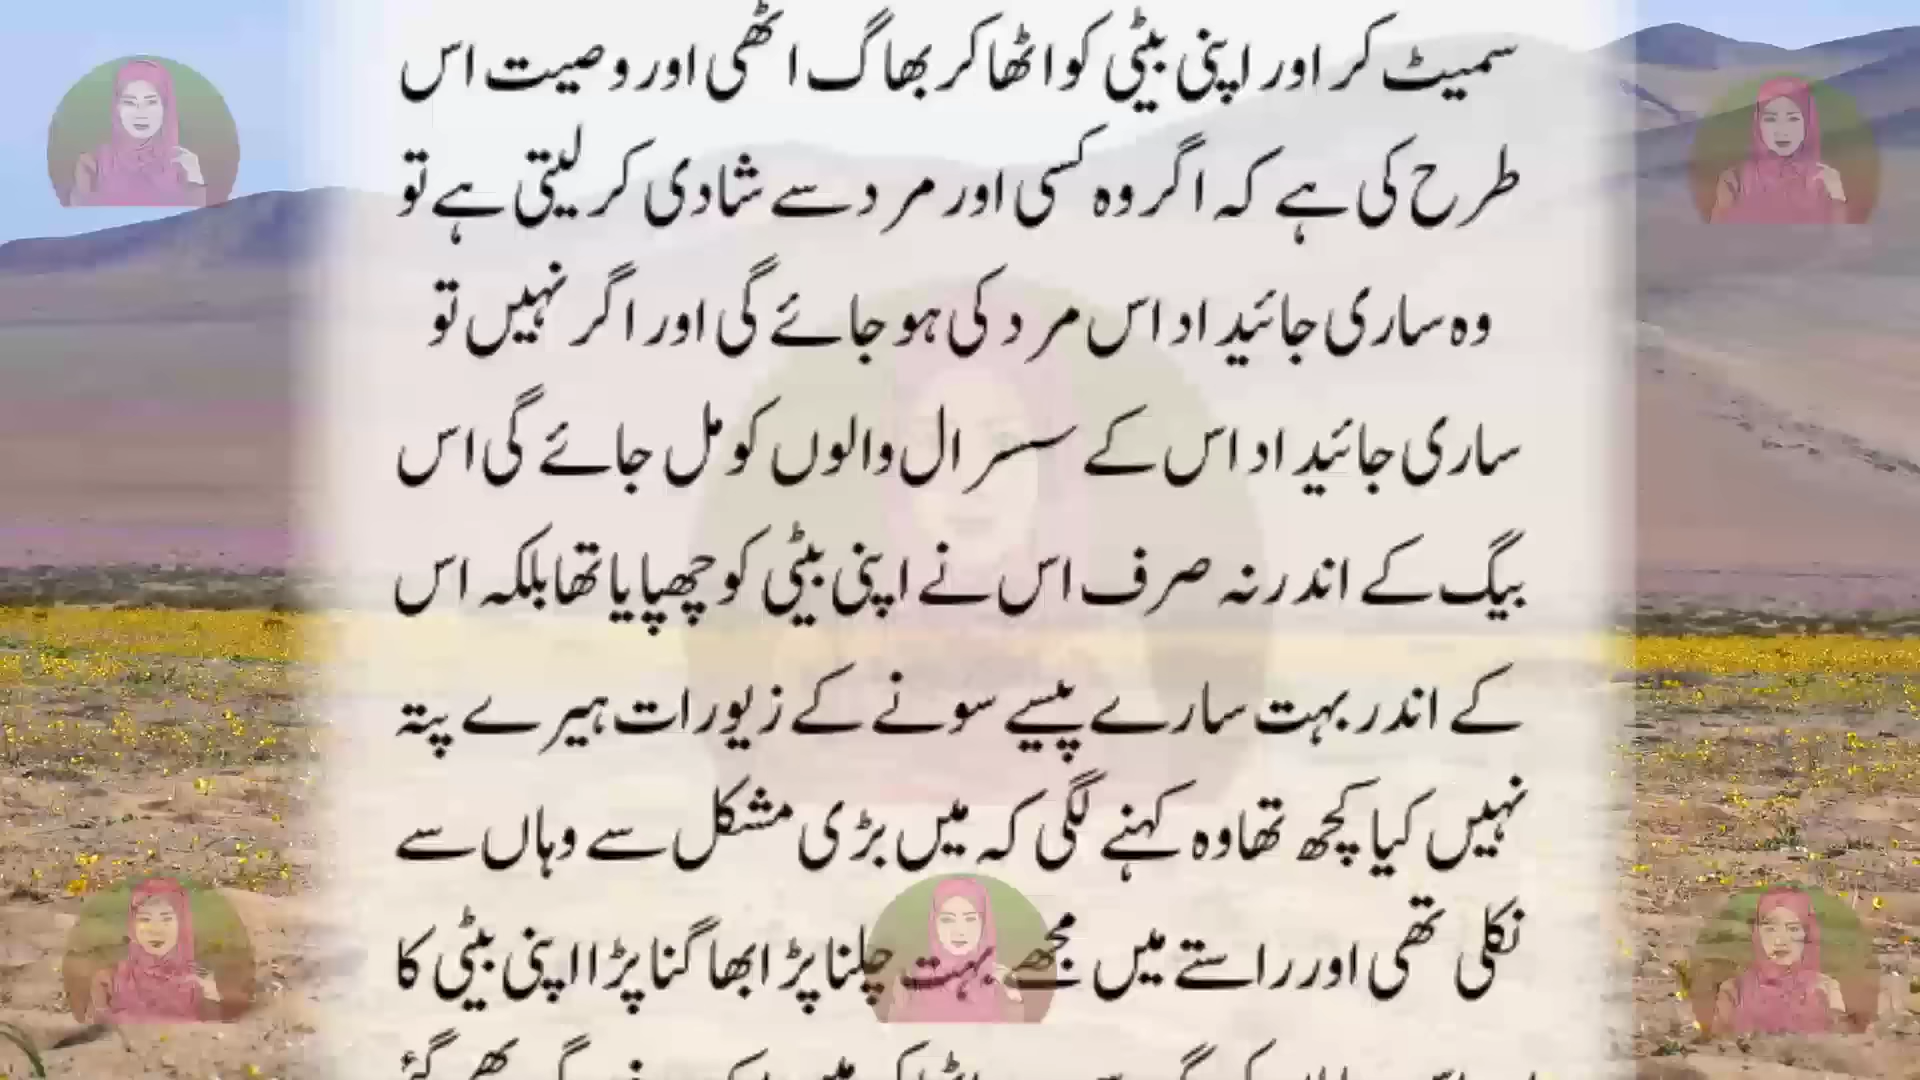 سمیٹ کر اور اپنی بیٹی کو اٹھا کر بھاگ اٹھی اور وصیت اس
طرح کی ہے کہ اگر وہ کسی اور مرد سے شادی کر لیتی ہے تو
وہ ساری جائیداد اس مرد کی ہو جائے گی اور اگر نہیں تو
ساری جائیداد اس کے سسرال والوں کو مل جائے گی اس
بیگ کے اندر نہ صرف اس نے اپنی بیٹی کو چھپایا تھا بلکہ اس
کے اندر بہت سارے پیسے سونے کے زیورات ہیرے پتہ
نہیں کیا کچھ تھا وہ کہنے لگی کہ میں بڑی مشکل سے وہاں سے
نکلی تھی اور راستے میں مجھے بہت چلنا پڑا بھاگنا پڑا اپنی بیٹی کا